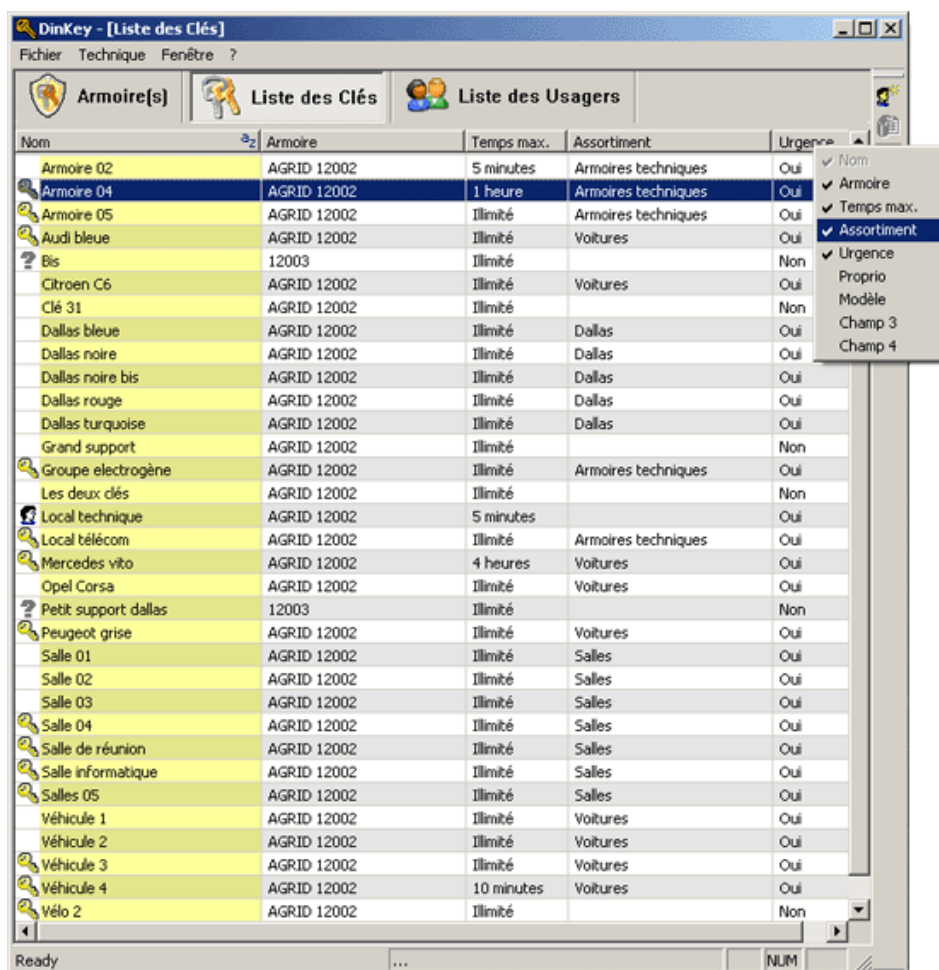 DinKey - [Liste des Clés]
Fichier Technique Fenêtre ?
Armoire(s) Liste des Clés Liste des Usagers
Nom az Armoire Temps max. Assortiment Urgence
Armoire 02 AGRID 12002 5 minutes Armoires techniques Oui
Armoire 04 AGRID 12002 1 heure Armoires techniques Oui
Armoire 05 AGRID 12002 Illimité Armoires techniques Oui
Audi bleue AGRID 12002 Illimité Voitures Oui
? Bis 12003 Illimité Non
Citroen C6 AGRID 12002 Illimité Voitures Oui
Clé 31 AGRID 12002 Illimité Non
Dallas bleue AGRID 12002 Illimité Dallas Oui
Dallas noire AGRID 12002 Illimité Dallas Oui
Dallas noire bis AGRID 12002 Illimité Dallas Oui
Dallas rouge AGRID 12002 Illimité Dallas Oui
Dallas turquoise AGRID 12002 Illimité Dallas Oui
Grand support AGRID 12002 Illimité Non
Groupe electrogène AGRID 12002 Illimité Armoires techniques Oui
Les deux clés AGRID 12002 Illimité Non
Local technique AGRID 12002 5 minutes Oui
Local télécom AGRID 12002 Illimité Armoires techniques Oui
Mercedes vito AGRID 12002 4 heures Voitures Oui
Opel Corsa AGRID 12002 Illimité Voitures Oui
? Petit support dallas 12003 Illimité Non
Peugeot grise AGRID 12002 Illimité Voitures Oui
Salle 01 AGRID 12002 Illimité Salles Oui
Salle 02 AGRID 12002 Illimité Salles Oui
Salle 03 AGRID 12002 Illimité Salles Oui
Salle 04 AGRID 12002 Illimité Salles Oui
Salle de réunion AGRID 12002 Illimité Salles Oui
Salle informatique AGRID 12002 Illimité Salles Oui
Salles 05 AGRID 12002 Illimité Salles Oui
Véhicule 1 AGRID 12002 Illimité Voitures Oui
Véhicule 2 AGRID 12002 Illimité Voitures Oui
Véhicule 3 AGRID 12002 Illimité Voitures Oui
Véhicule 4 AGRID 12002 10 minutes Voitures Oui
Vélo 2 AGRID 12002 Illimité Non
Nom
Armoire
Temps max.
Assortiment
Urgence
Proprio
Modèle
Champ 3
Champ 4
Ready ... NUM